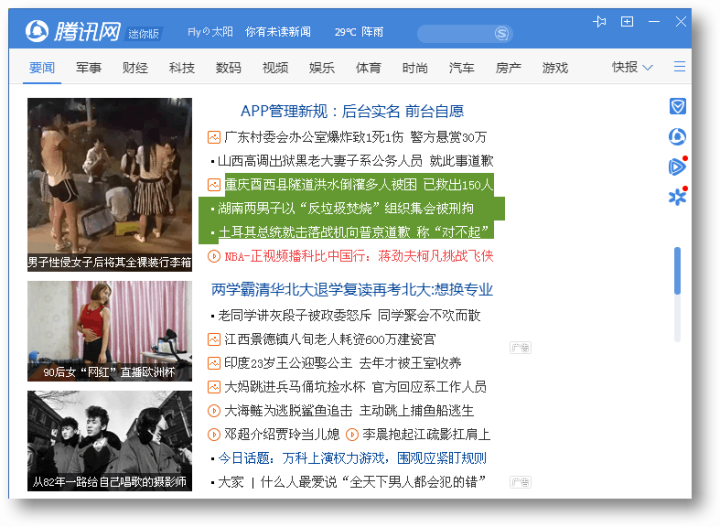 腾讯网 迷你版 Fly の 太阳 你有未读新闻 29℃ 阵雨
要闻 军事 财经 科技 数码 视频 娱乐 体育 时尚 汽车 房产 游戏 快报
APP管理新规：后台实名 前台自愿
广东村委会办公室爆炸致1死1伤 警方悬赏30万
山西高调出狱黑老大妻子系公务人员 就此事道歉
重庆酉西县隧道洪水倒灌多人被困 已救出150人
湖南两男子以“反垃圾焚烧”组织集会被刑拘
土耳其总统就击落战机向普京道歉 称“对不起”
NBA-正视频播科比中国行：蒋劲夫柯凡挑战飞侠
男子性侵女子后将其全裸装行李箱
两学霸清华北大退学复读再考北大:想换专业
老同学讲灰段子被政委怒斥 同学聚会不欢而散
江西景德镇八旬老人耗资600万建瓷宫
印度23岁王公迎娶公主 去年才被王室收养
大妈跳进兵马俑坑捡水杯 官方回应系工作人员
大海鲢为逃脱鲨鱼追击 主动跳上捕鱼船逃生
邓超介绍贾玲当儿媳 李晨抱起江疏影扛肩上
今日话题：万科上演权力游戏，围观应紧盯规则
大家 | 什么人最爱说“全天下男人都会犯的错”
90后女“网红”直播欧洲杯
从82年一路给自己唱歌的摄影师
广告
广告